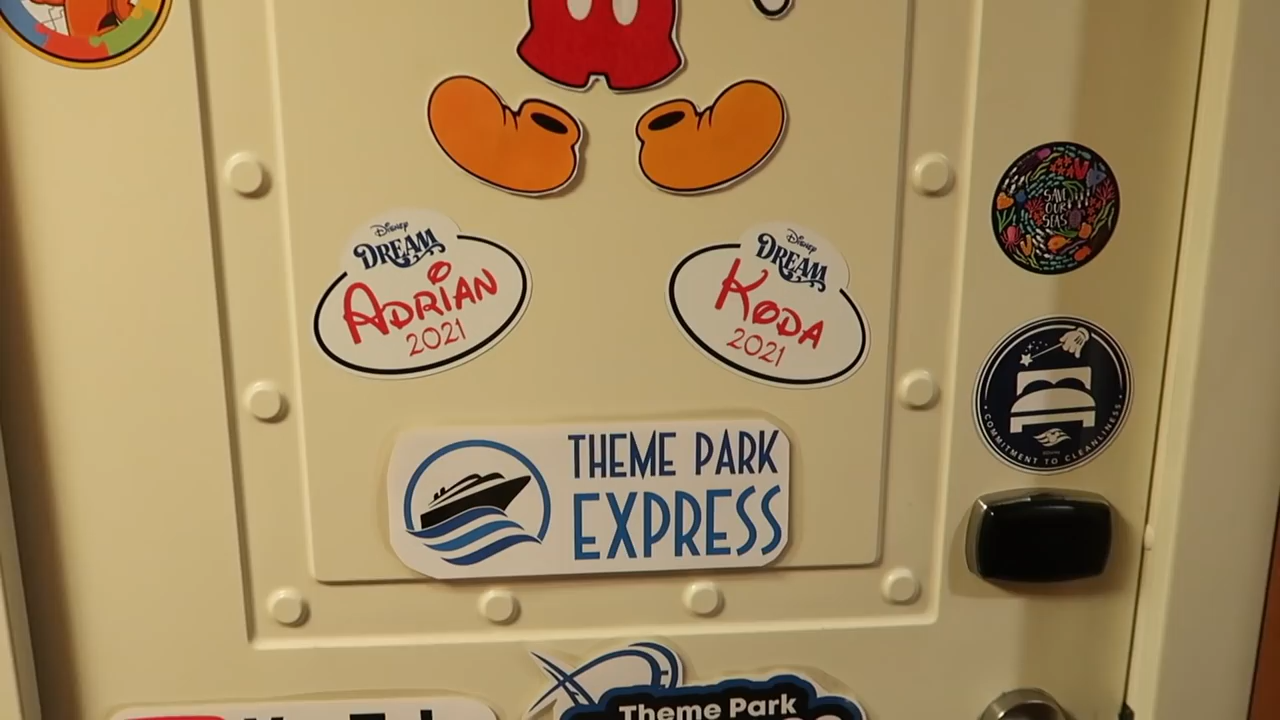 Disney
DREAM
ADRIAN
2021
Disney
DREAM
KODA
2021
SAVE
OUR
SEAS
COMMITMENT TO CLEANLINESS
THEME PARK
EXPRESS
Theme Park